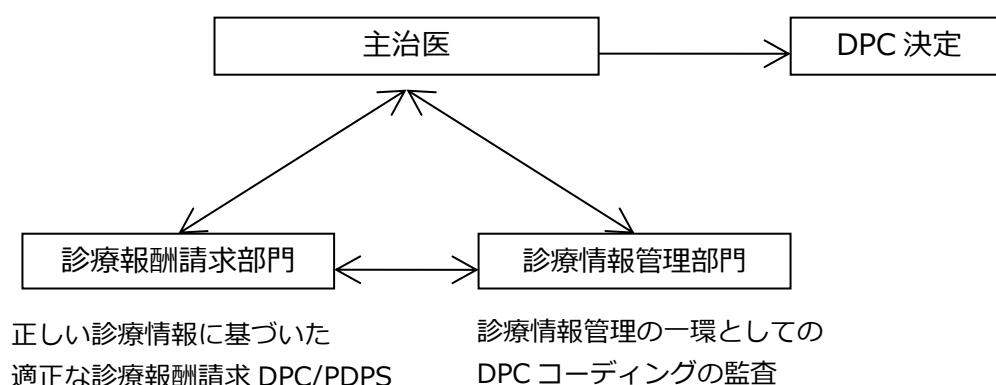 主治医
DPC 決定
診療報酬請求部門
診療情報管理部門
正しい診療情報に基づいた
適正な診療報酬請求 DPC/PDPS
診療情報管理の一環としての
DPC コーディングの監査